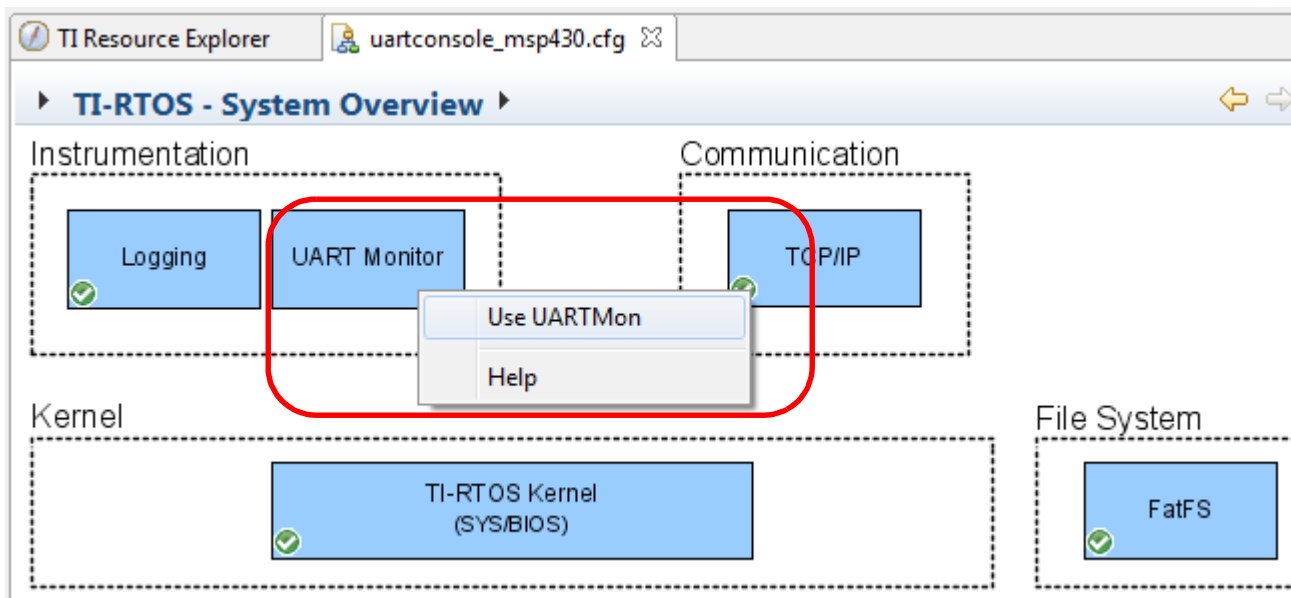 TI Resource Explorer
uartconsole_msp430.cfg
TI-RTOS - System Overview
Instrumentation
Communication
Logging
UART Monitor
TCP/IP
Use UARTMon
Help
Kernel
File System
TI-RTOS Kernel
(SYS/BIOS)
FatFS